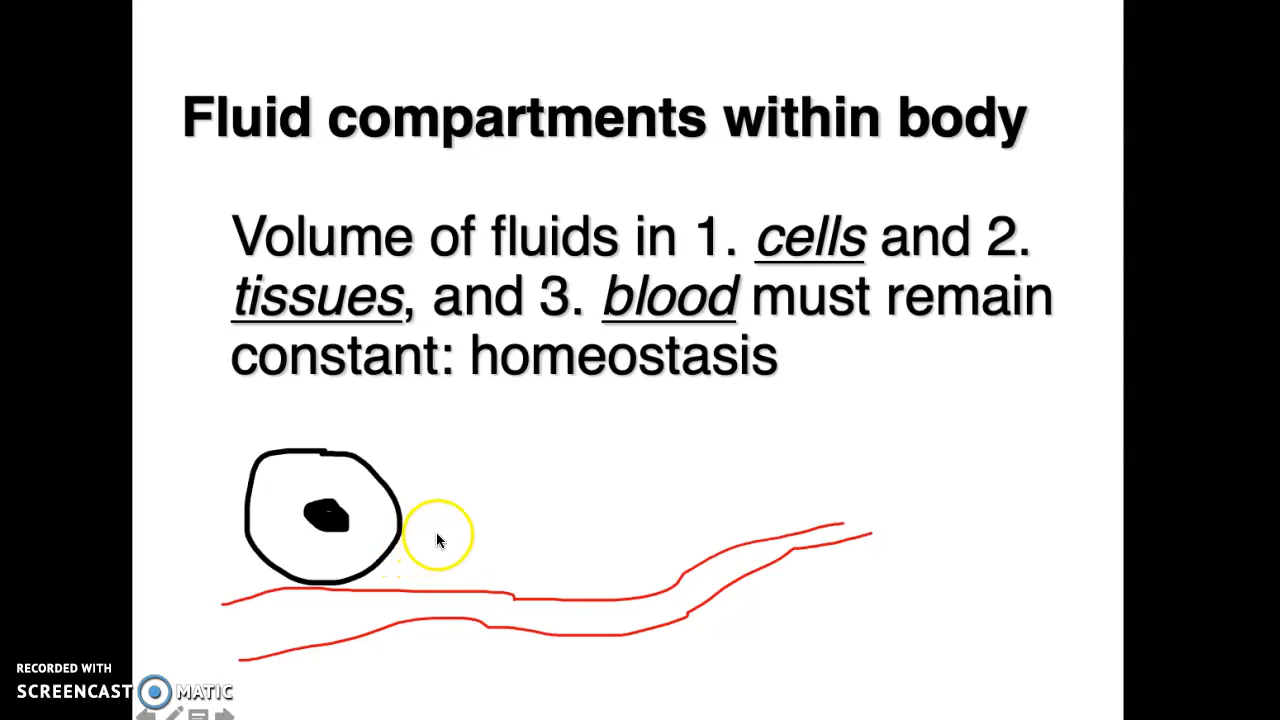 Fluid compartments within body
Volume of fluids in 1. cells and 2.
tissues, and 3. blood must remain
constant: homeostasis
RECORDED WITH
SCREENCAST MATIC